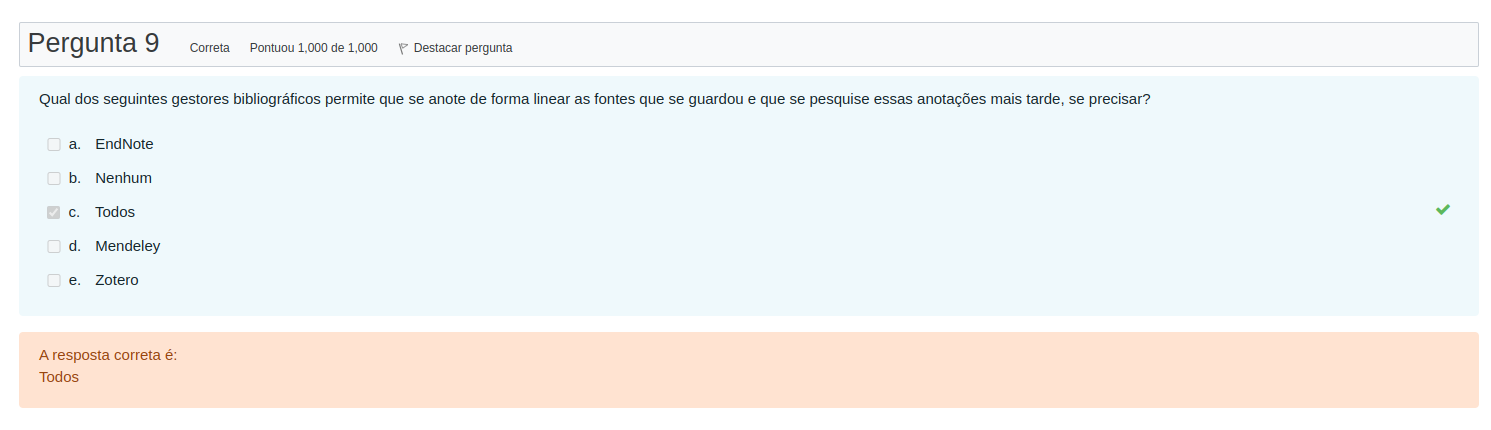 Pergunta 9 Correta Pontuou 1,000 de 1,000 Destacar pergunta
Qual dos seguintes gestores bibliográficos permite que se anote de forma linear as fontes que se guardou e que se pesquise essas anotações mais tarde, se precisar?
a. EndNote
b. Nenhum
c. Todos
d. Mendeley
e. Zotero
A resposta correta é:
Todos